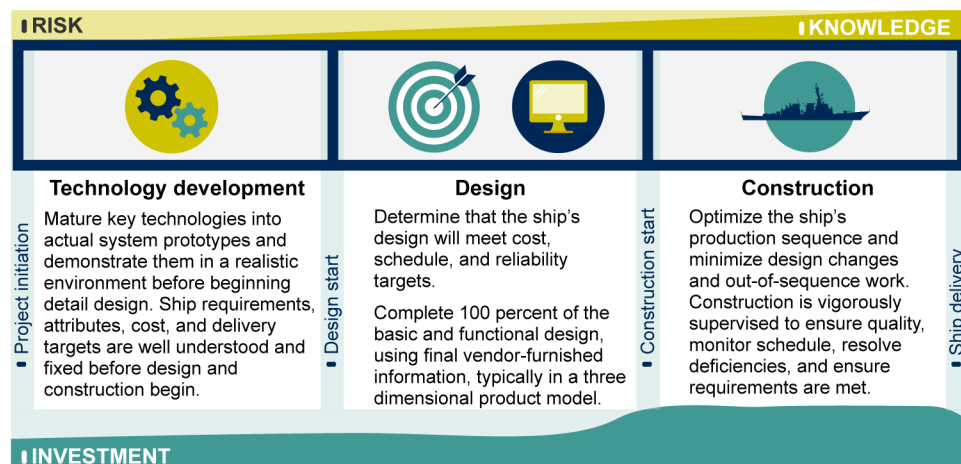 RISK
KNOWLEDGE
Project initiation
Technology development
Mature key technologies into
actual system prototypes and
demonstrate them in a realistic
environment before beginning
detail design. Ship requirements,
attributes, cost, and delivery
targets are well understood and
fixed before design and
construction begin.
Design start
Design
Determine that the ship's
design will meet cost,
schedule, and reliability
targets.
Complete 100 percent of the
basic and functional design,
using final vendor-furnished
information, typically in a three
dimensional product model.
Construction start
Construction
Optimize the ship's
production sequence and
minimize design changes
and out-of-sequence work.
Construction is vigorously
supervised to ensure quality,
monitor schedule, resolve
deficiencies, and ensure
requirements are met.
Ship delivery
INVESTMENT